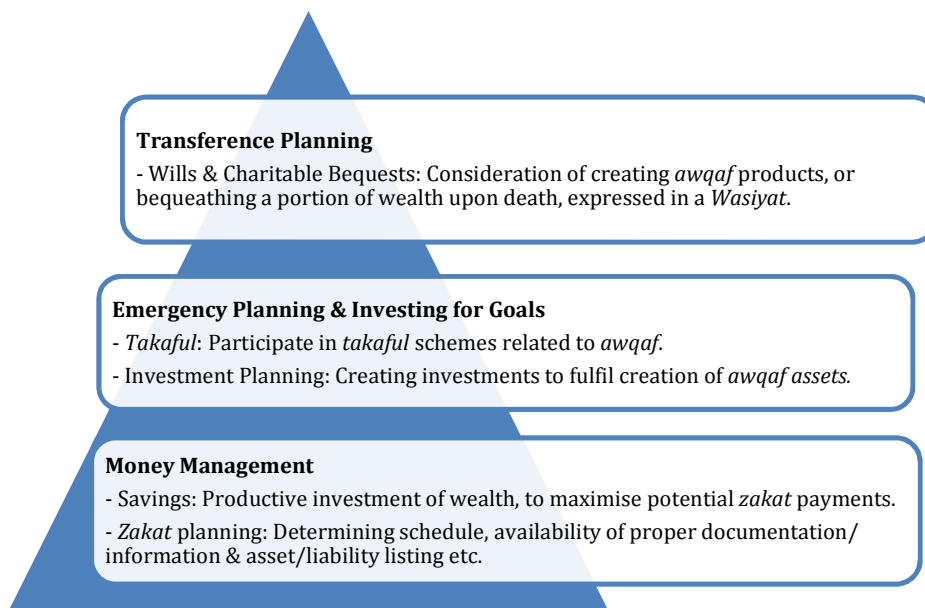 Transference Planning
- Wills & Charitable Bequests: Consideration of creating awqaf products, or
bequeathing a portion of wealth upon death, expressed in a Wasiyat.
Emergency Planning & Investing for Goals
- Takaful: Participate in takaful schemes related to awqaf.
- Investment Planning: Creating investments to fulfil creation of awqaf assets.
Money Management
- Savings: Productive investment of wealth, to maximise potential zakat payments.
- Zakat planning: Determining schedule, availability of proper documentation/
information & asset/liability listing etc.